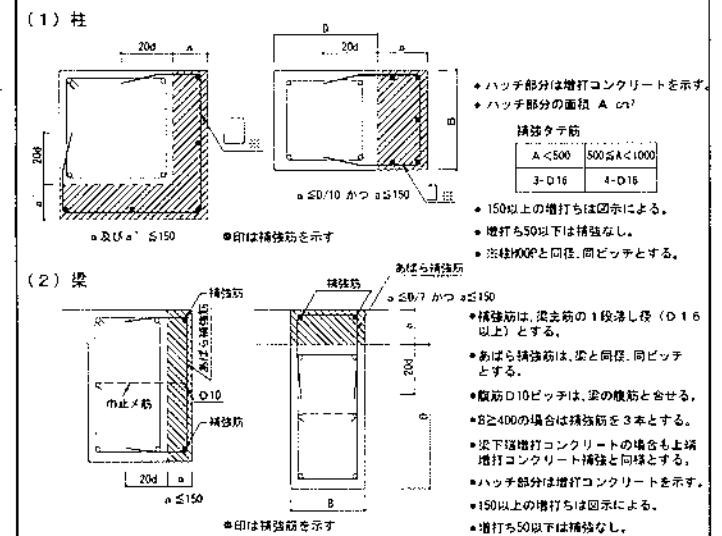 (1) 柱
20d a
20d
a
※
a 及び a' ≦150
D
20d a
B
a ≦D/10 かつ a≦150
※
●印は補強筋を示す
◆ ハッチ部分は増打コンクリートを示す。
◆ ハッチ部分の面積 A cm²
補強タテ筋
A<500 500≦A<1000
3-D16 4-D16
◆ 150以上の増打ちは図示による。
◆ 増打ち50以下は補強なし。
◆ ※柱HOOPと同径、同ピッチとする。
(2) 梁
補強筋
あばら補強筋
巾止メ筋
D10
補強筋
20d a
a ≦150
あばら補強筋
補強筋
a ≦D/7 かつ a≦150
a
20d
D
B
●印は補強筋を示す
●補強筋は、梁主筋の1段落し径(D16
以上)とする。
●あばら補強筋は、梁と同径、同ピッチ
とする。
●腹筋D10ピッチは、梁の腹筋と合せる。
●B≧400の場合は補強筋を3本とする。
●梁下端増打コンクリートの場合も上端
増打コンクリート補強と同様とする。
●ハッチ部分は増打コンクリートを示す。
●150以上の増打ちは図示による。
●増打ち50以下は補強なし。